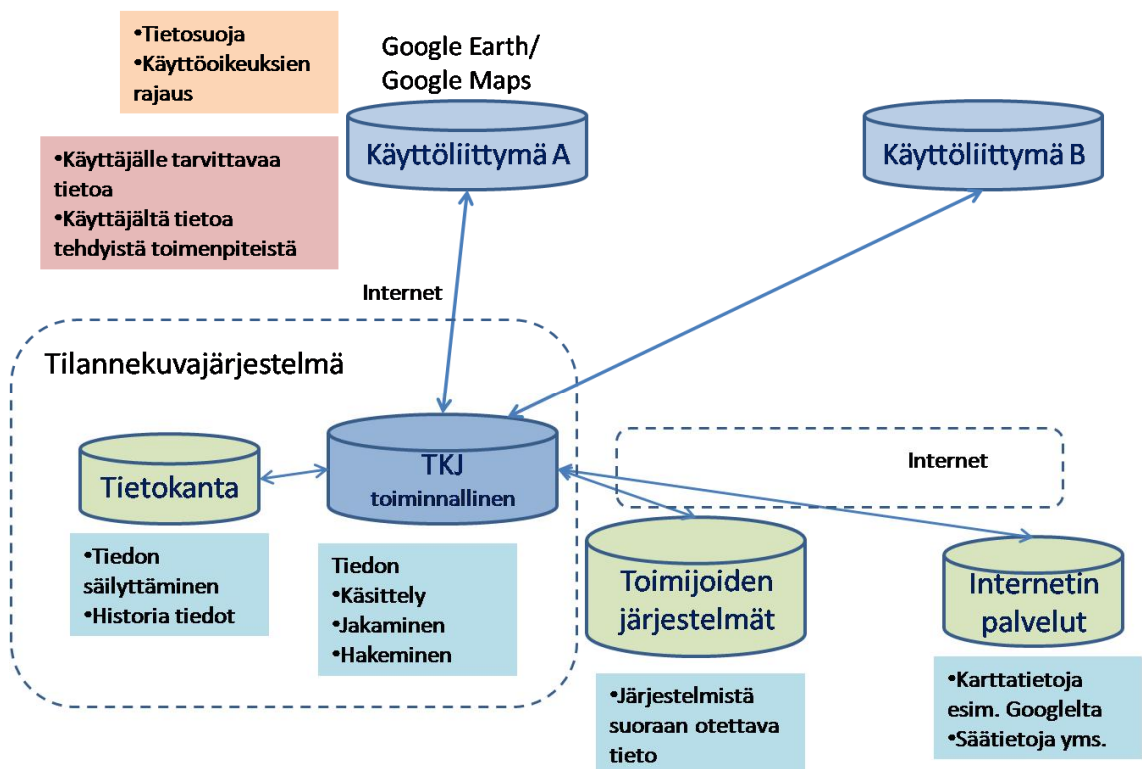 •Tietosuoja
•Käyttöoikeuksien
rajaus
Google Earth/
Google Maps
Käyttöliittymä A
Käyttöliittymä B
•Käyttäjälle tarvittavaa
tietoa
•Käyttäjältä tietoa
tehdyistä toimenpiteistä
Internet
Tilannekuvajärjestelmä
Tietokanta
TKJ
toiminnallinen
Internet
•Tiedon
säilyttäminen
•Historia tiedot
Tiedon
•Käsittely
•Jakaminen
•Hakeminen
Toimijoiden
järjestelmät
Internetin
palvelut
•Järjestelmistä
suoraan otettava
tieto
•Karttatietoja
esim. Googlelta
•Säätietoja yms.